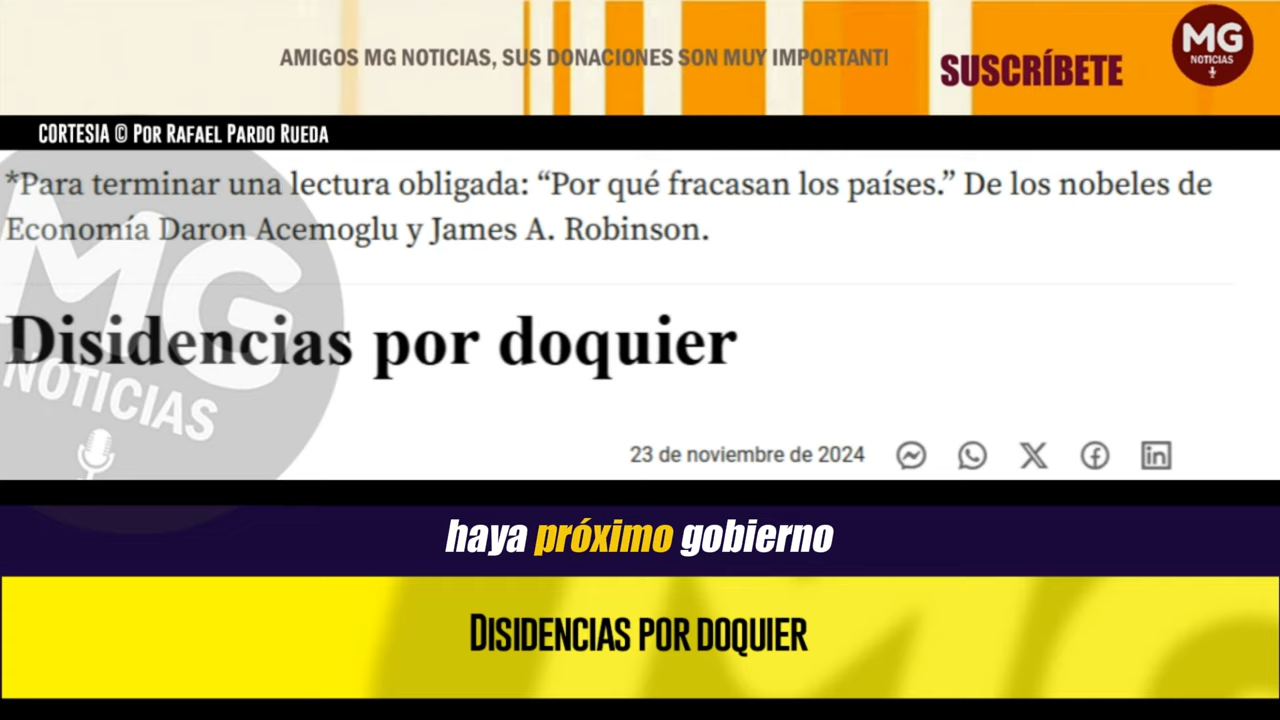 AMIGOS MG NOTICIAS, SUS DONACIONES SON MUY IMPORTANTI
SUSCRÍBETE
MG
NOTICIAS
CORTESIA © POR RAFAEL PARDO RUEDA
*Para terminar una lectura obligada: “Por qué fracasan los países.” De los nobeles de
Economía Daron Acemoglu y James A. Robinson.
Disidencias por doquier
MG
NOTICIAS
23 de noviembre de 2024
haya próximo gobierno
DISIDENCIAS POR DOQUIER